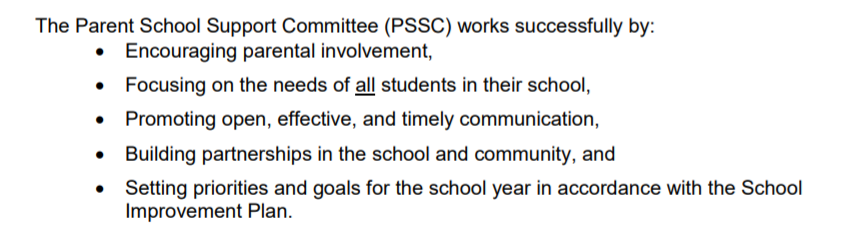 The Parent School Support Committee (PSSC) works successfully by:
• Encouraging parental involvement,
• Focusing on the needs of all students in their school,
• Promoting open, effective, and timely communication,
• Building partnerships in the school and community, and
• Setting priorities and goals for the school year in accordance with the School
Improvement Plan.